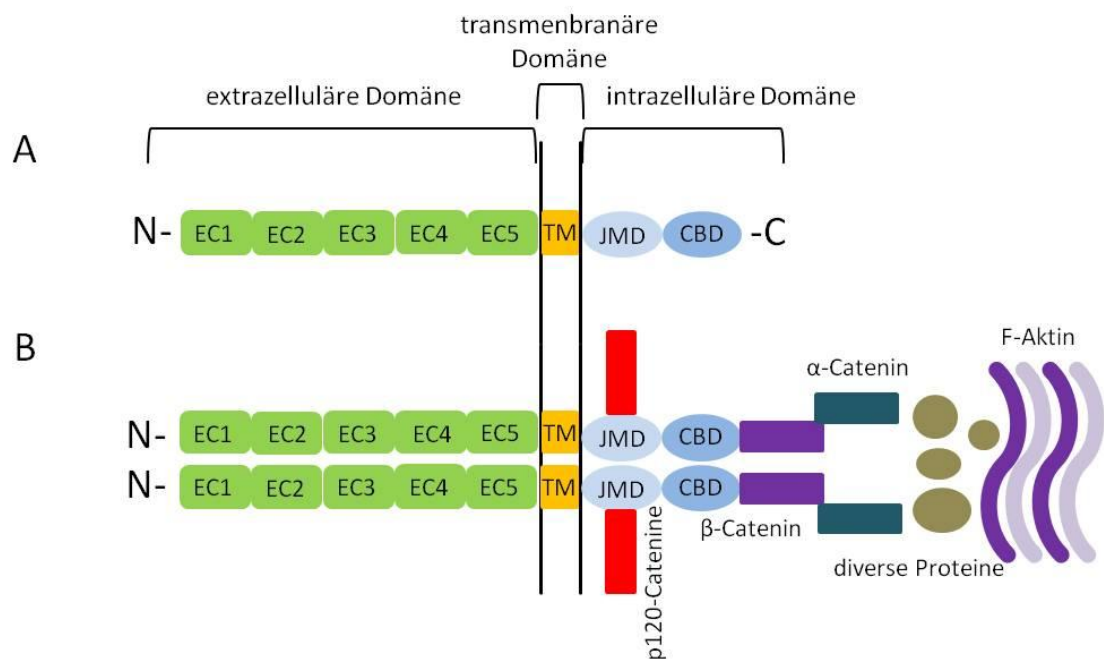 transmenbranäre
Domäne
extrazelluläre Domäne
intrazelluläre Domäne
A
N- EC1 EC2 EC3 EC4 EC5 TM JMD CBD -C
B
F-Aktin
α-Catenin
N- EC1 EC2 EC3 EC4 EC5 TM JMD CBD
N- EC1 EC2 EC3 EC4 EC5 TM JMD CBD
β-Catenin
diverse Proteine
p120-Catenine